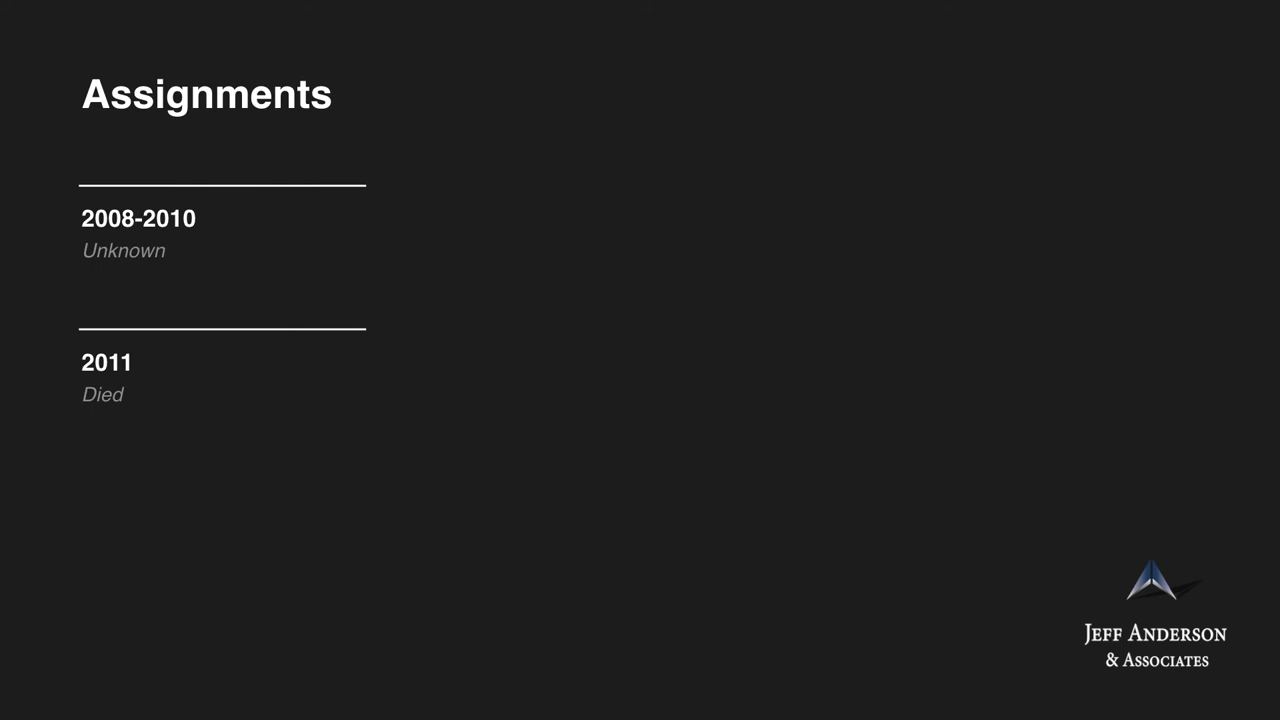 Assignments
2008-2010
Unknown
2011
Died
Jeff Anderson
& Associates